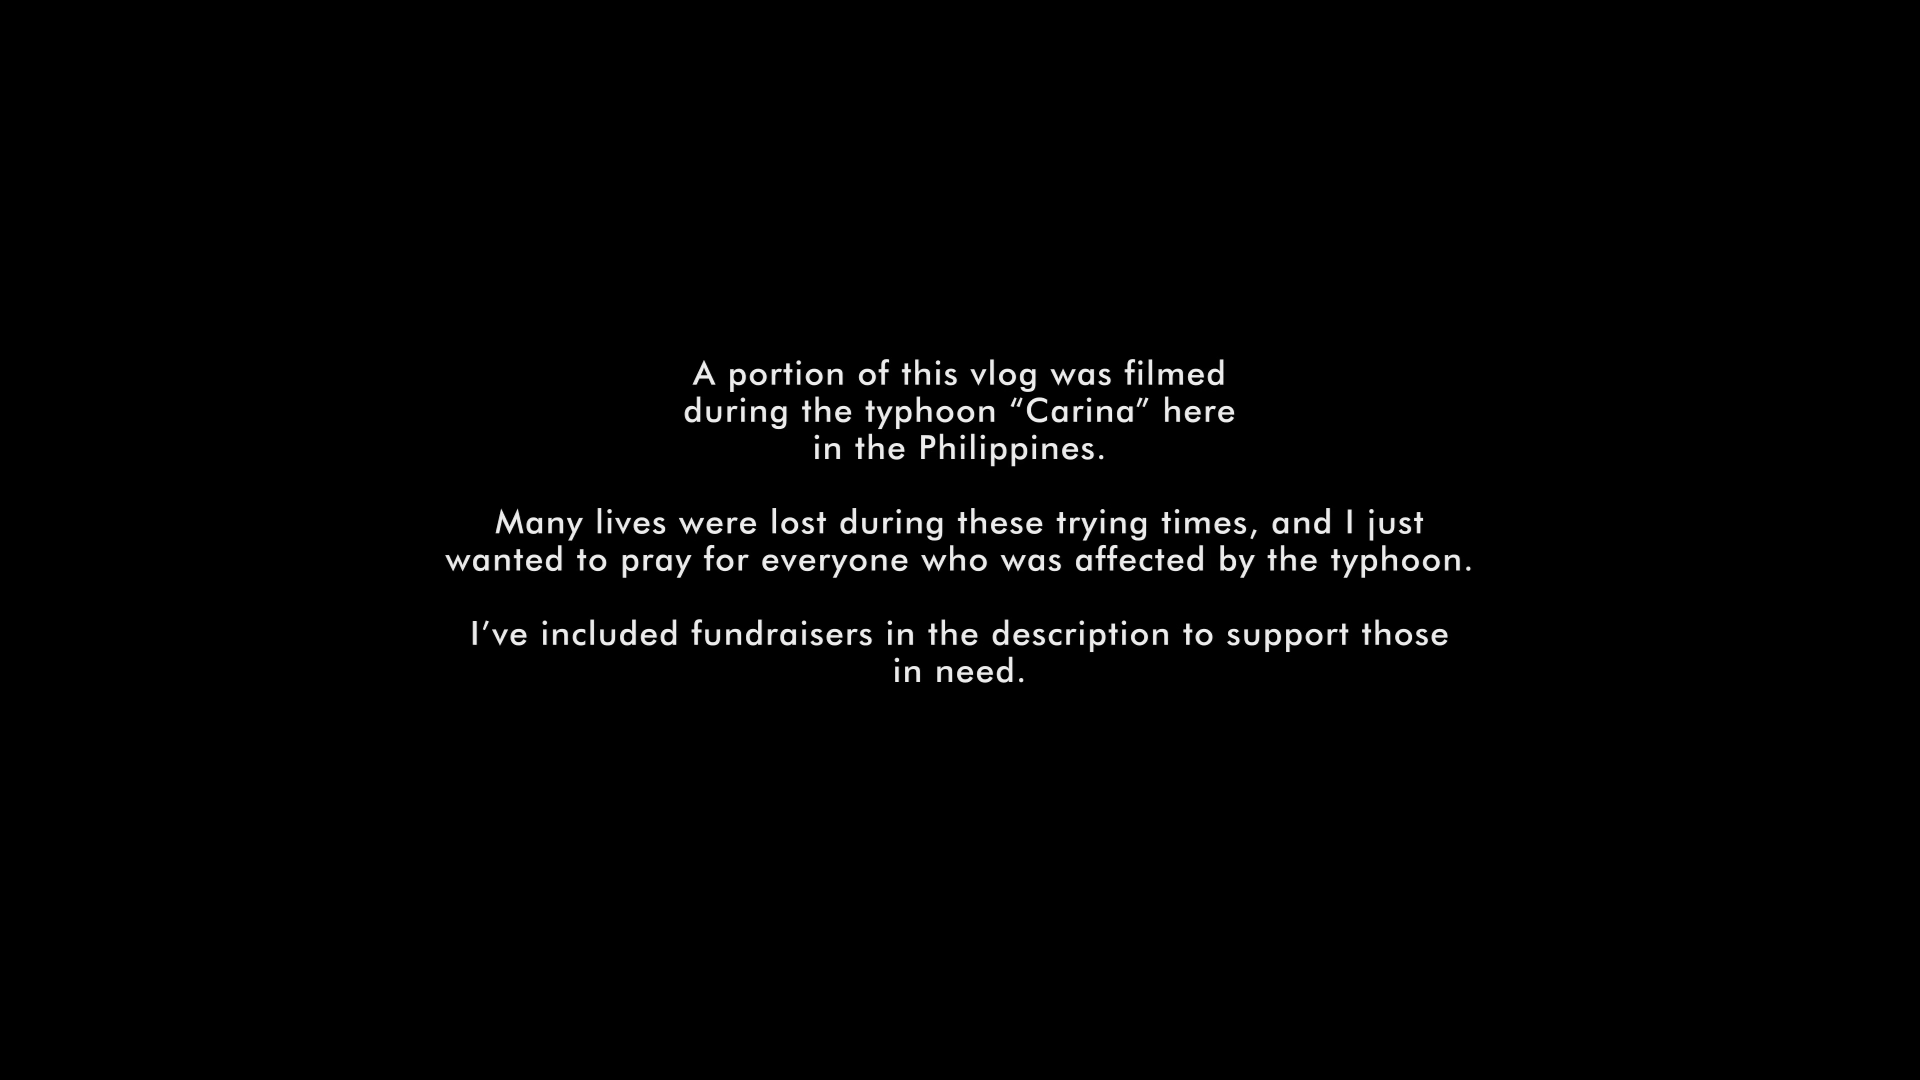 A portion of this vlog was filmed
during the typhoon “Carina” here
in the Philippines.
Many lives were lost during these trying times, and I just
wanted to pray for everyone who was affected by the typhoon.
I’ve included fundraisers in the description to support those
in need.